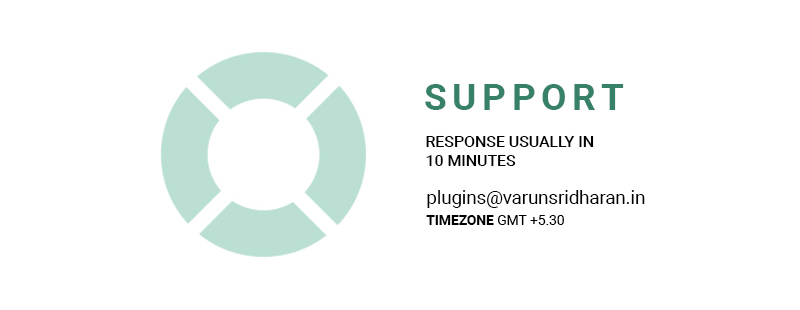 SUPPORT
RESPONSE USUALLY IN
10 MINUTES
plugins@varunsridharan.in
TIMEZONE GMT +5.30